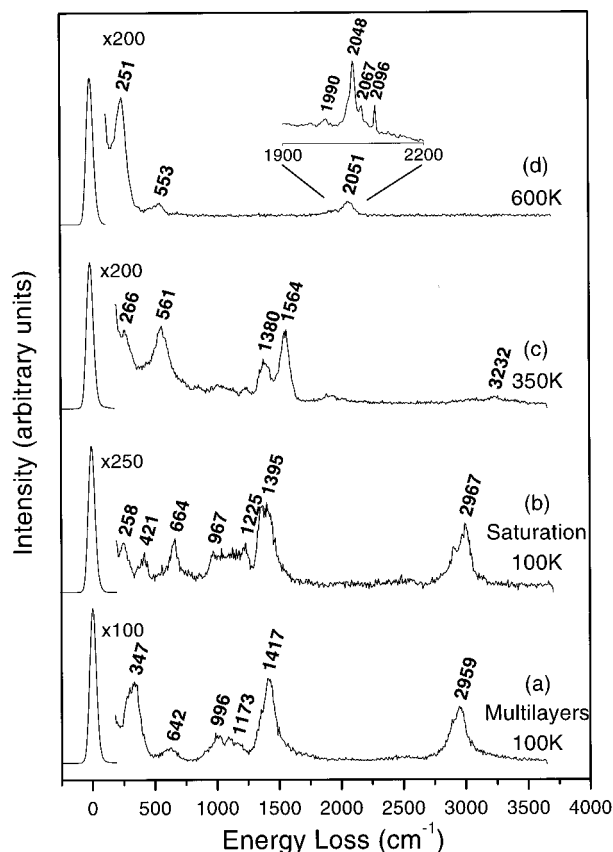 x200
251
553
1990
2048
2067
2096
1900
2200
2051
(d)
600K
x200
266
561
1380
1564
3232
(c)
350K
x250
258
421
664
967
1225
1395
2967
(b)
Saturation
100K
x100
347
642
996
1173
1417
2959
(a)
Multilayers
100K
Intensity (arbitrary units)
0 500 1000 1500 2000 2500 3000 3500 4000
Energy Loss (cm⁻¹)